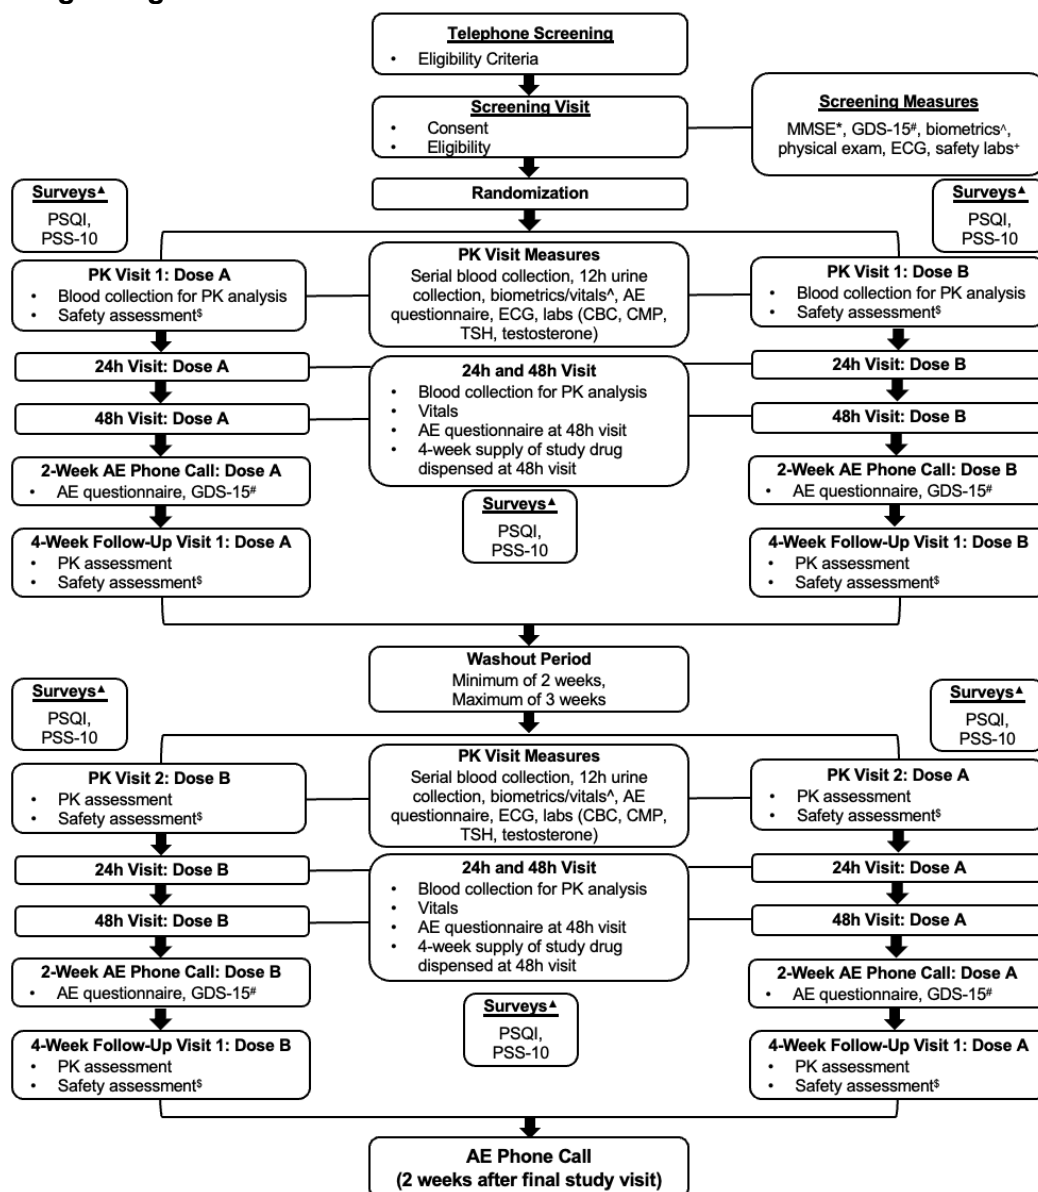 Telephone Screening
• Eligibility Criteria
Screening Visit
• Consent
• Eligibility
Screening Measures
MMSE*, GDS-15#, biometrics^,
physical exam, ECG, safety labs+
Randomization
Surveys▲
PSQI,
PSS-10
Surveys▲
PSQI,
PSS-10
PK Visit 1: Dose A
• Blood collection for PK analysis
• Safety assessment$
PK Visit Measures
Serial blood collection, 12h urine
collection, biometrics/vitals^, AE
questionnaire, ECG, labs (CBC, CMP,
TSH, testosterone)
PK Visit 1: Dose B
• Blood collection for PK analysis
• Safety assessment$
24h Visit: Dose A
48h Visit: Dose A
24h and 48h Visit
• Blood collection for PK analysis
• Vitals
• AE questionnaire at 48h visit
• 4-week supply of study drug
dispensed at 48h visit
24h Visit: Dose B
48h Visit: Dose B
2-Week AE Phone Call: Dose A
• AE questionnaire, GDS-15#
Surveys▲
PSQI,
PSS-10
2-Week AE Phone Call: Dose B
• AE questionnaire, GDS-15#
4-Week Follow-Up Visit 1: Dose A
• PK assessment
• Safety assessment$
4-Week Follow-Up Visit 1: Dose B
• PK assessment
• Safety assessment$
Washout Period
Minimum of 2 weeks,
Maximum of 3 weeks
Surveys▲
PSQI,
PSS-10
Surveys▲
PSQI,
PSS-10
PK Visit 2: Dose B
• PK assessment
• Safety assessment$
PK Visit Measures
Serial blood collection, 12h urine
collection, biometrics/vitals^, AE
questionnaire, ECG, labs (CBC, CMP,
TSH, testosterone)
PK Visit 2: Dose A
• PK assessment
• Safety assessment$
24h Visit: Dose B
48h Visit: Dose B
24h and 48h Visit
• Blood collection for PK analysis
• Vitals
• AE questionnaire at 48h visit
• 4-week supply of study drug
dispensed at 48h visit
24h Visit: Dose A
48h Visit: Dose A
2-Week AE Phone Call: Dose B
• AE questionnaire, GDS-15#
Surveys▲
PSQI,
PSS-10
2-Week AE Phone Call: Dose A
• AE questionnaire, GDS-15#
4-Week Follow-Up Visit 1: Dose B
• PK assessment
• Safety assessment$
4-Week Follow-Up Visit 1: Dose A
• PK assessment
• Safety assessment$
AE Phone Call
(2 weeks after final study visit)